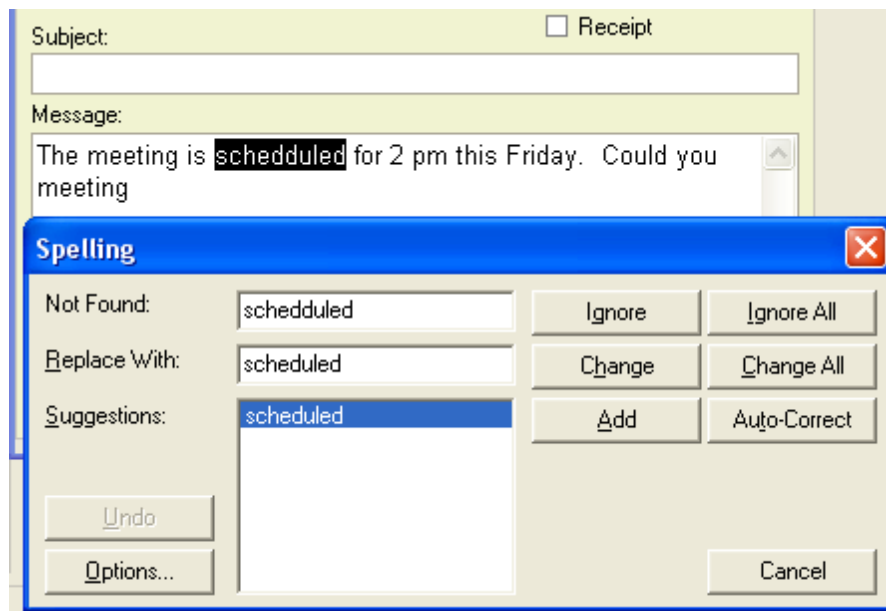 Subject:
Receipt
Message:
The meeting is schedduled for 2 pm this Friday.  Could you
meeting
Spelling
Not Found:
schedduled
Ignore
Ignore All
Replace With:
scheduled
Change
Change All
Suggestions:
scheduled
Add
Auto-Correct
Undo
Options...
Cancel